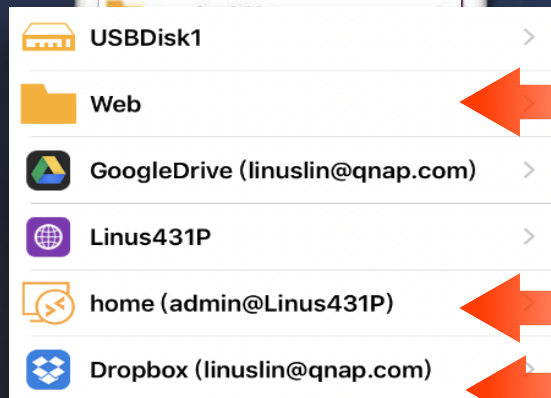 USBDisk1
Web
GoogleDrive (linuslin@qnap.com)
Linus431P
home (admin@Linus431P)
Dropbox (linuslin@qnap.com)